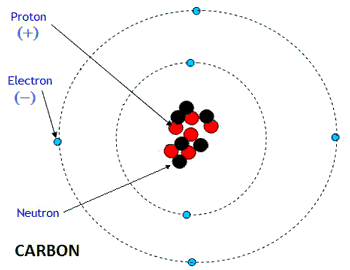 Proton
(+)
Electron
(−)
Neutron
CARBON